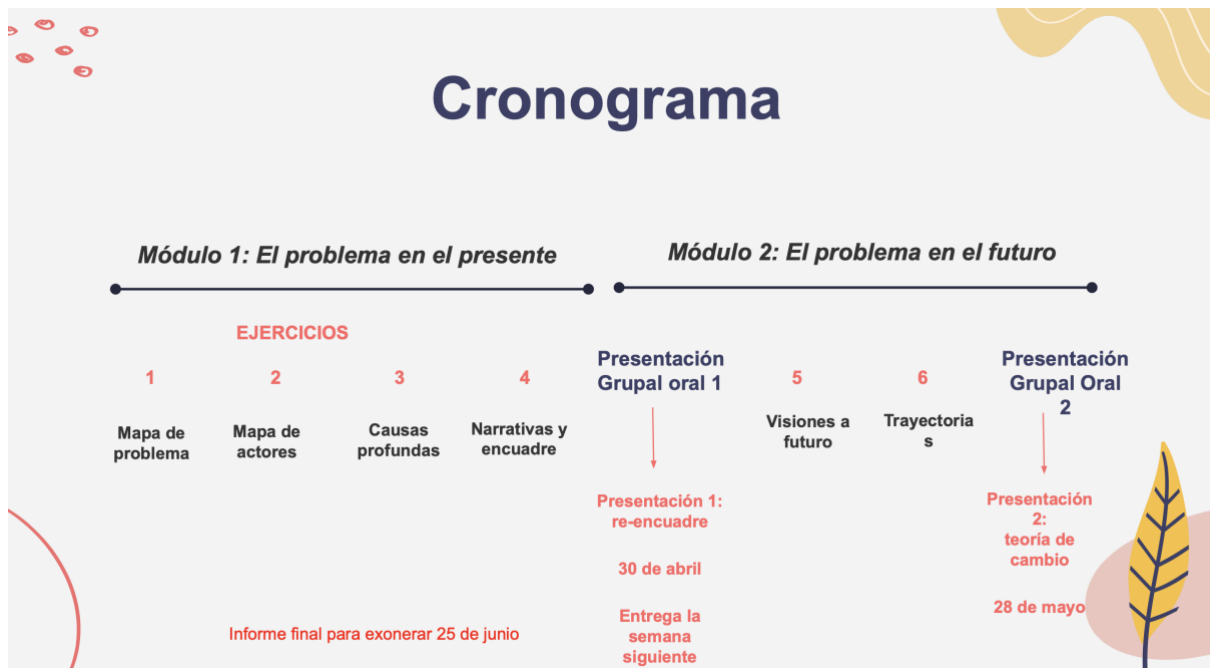 Cronograma
Módulo 1: El problema en el presente
Módulo 2: El problema en el futuro
EJERCICIOS
1
Mapa de
problema
2
Mapa de
actores
3
Causas
profundas
4
Narrativas y
encuadre
Presentación
Grupal oral 1
Presentación 1:
re-encuadre
30 de abril
Entrega la
semana
siguiente
5
Visiones a
futuro
6
Trayectoria
s
Presentación
Grupal Oral
2
Presentación
2:
teoría de
cambio
28 de mayo
Informe final para exonerar 25 de junio